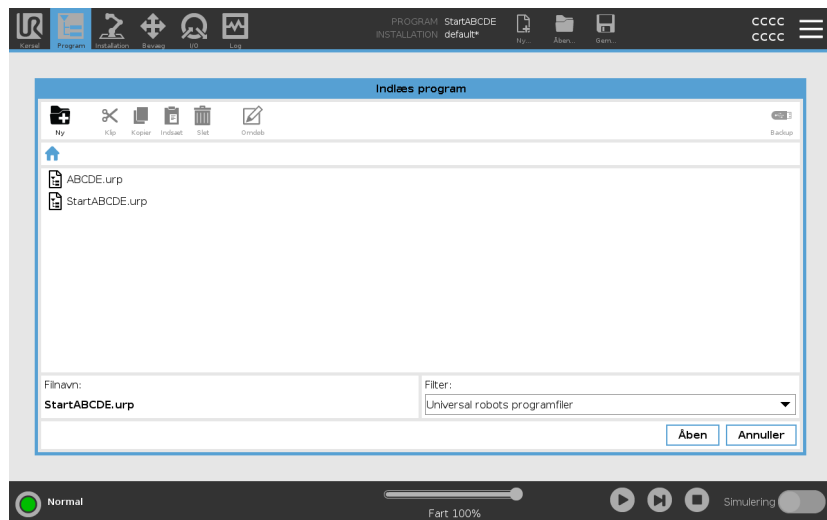 UR
PROGRAM StartABCDE
INSTALLATION default*
CCCC
CCCC
Kørsel Program Installation Bevæg I/O Log Ny... Åben... Gem...
Indlæs program
Ny Klip Kopier Indsæt Slet Omdøb Backup
ABCDE.urp
StartABCDE.urp
Filnavn: Filter:
StartABCDE.urp Universal robots programfiler
Åben Annuller
Normal Fart 100% Simulering